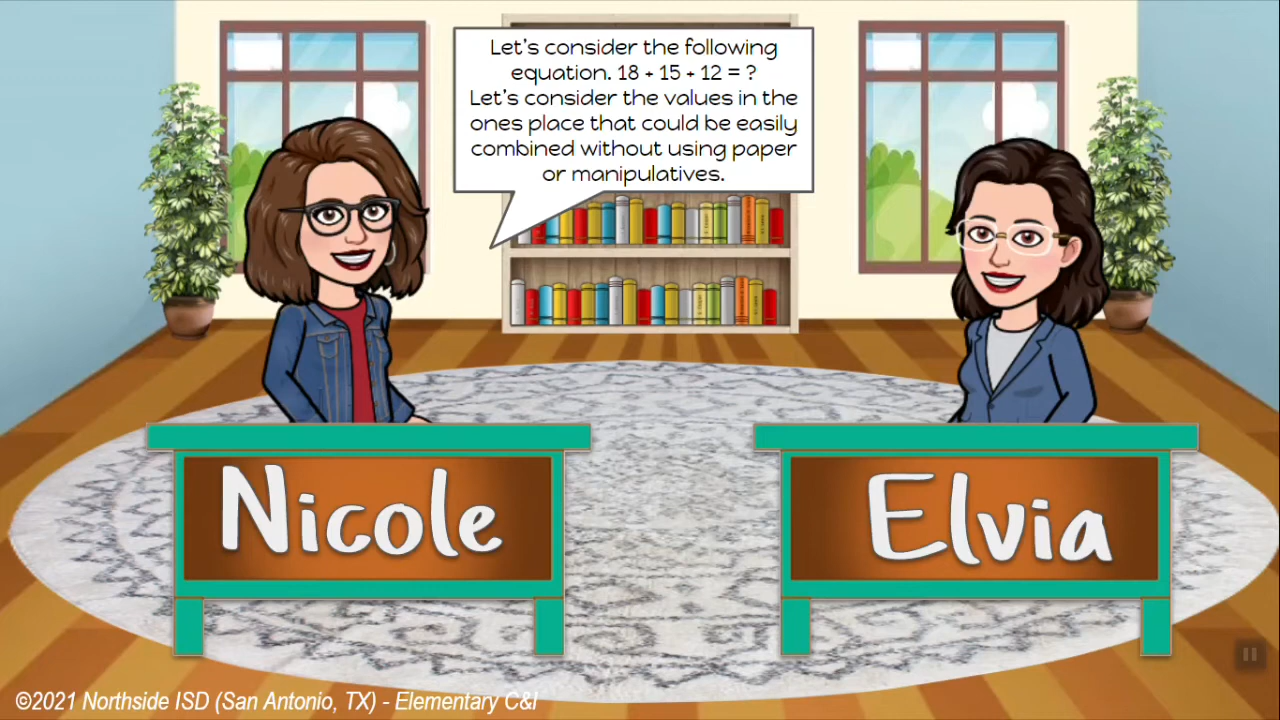 Let's consider the following
equation. 18 + 15 + 12 = ?
Let's consider the values in the
ones place that could be easily
combined without using paper
or manipulatives.
Nicole
Elvia
©2021 Northside ISD (San Antonio, TX) - Elementary C&I